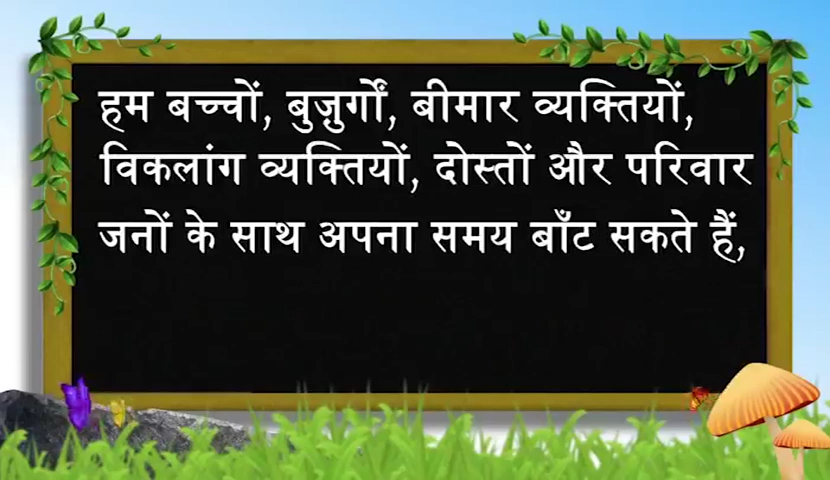 हम बच्चों, बुज़ुर्गों, बीमार व्यक्तियों,
विकलांग व्यक्तियों, दोस्तों और परिवार
जनों के साथ अपना समय बाँट सकते हैं,